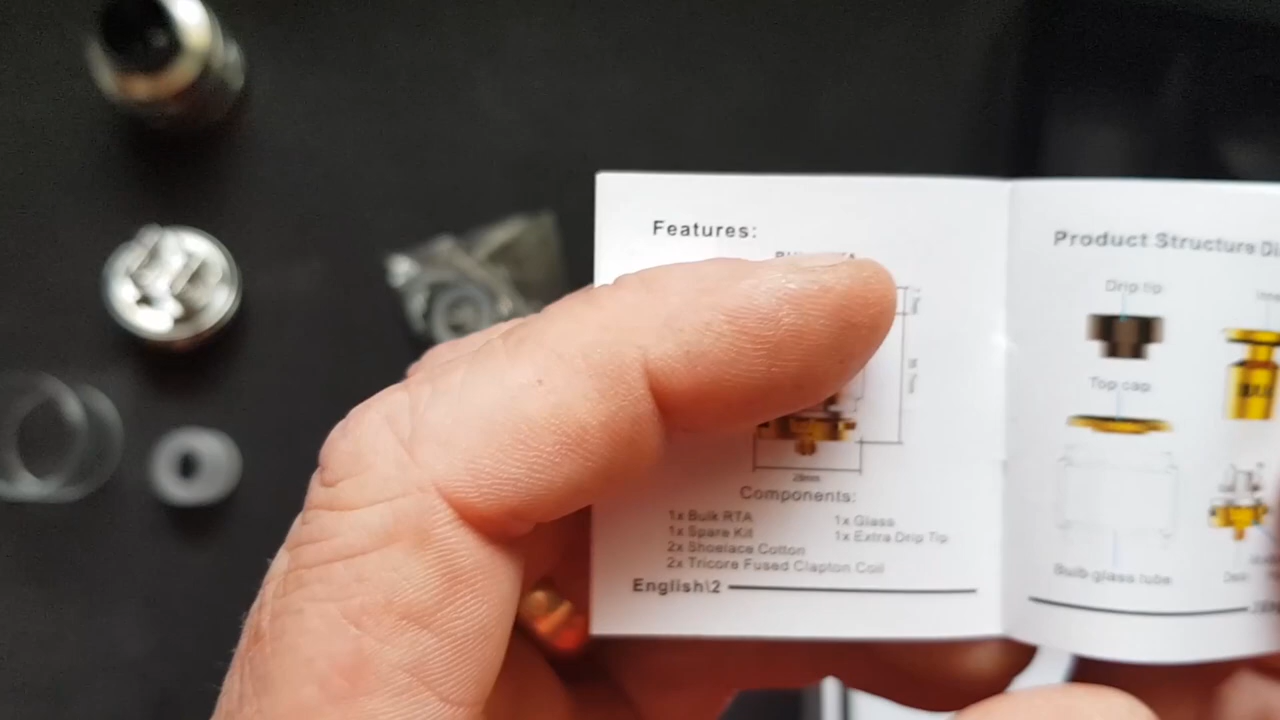 Features:
28mm
Components:
1x Bulk RTA
1x Spare Kit
2x Shoelace Cotton
2x Tricore Fused Clapton Coil
1x Glass
1x Extra Drip Tip
English\2
Product Structure
Drip tip
Top cap
Bulb glass tube